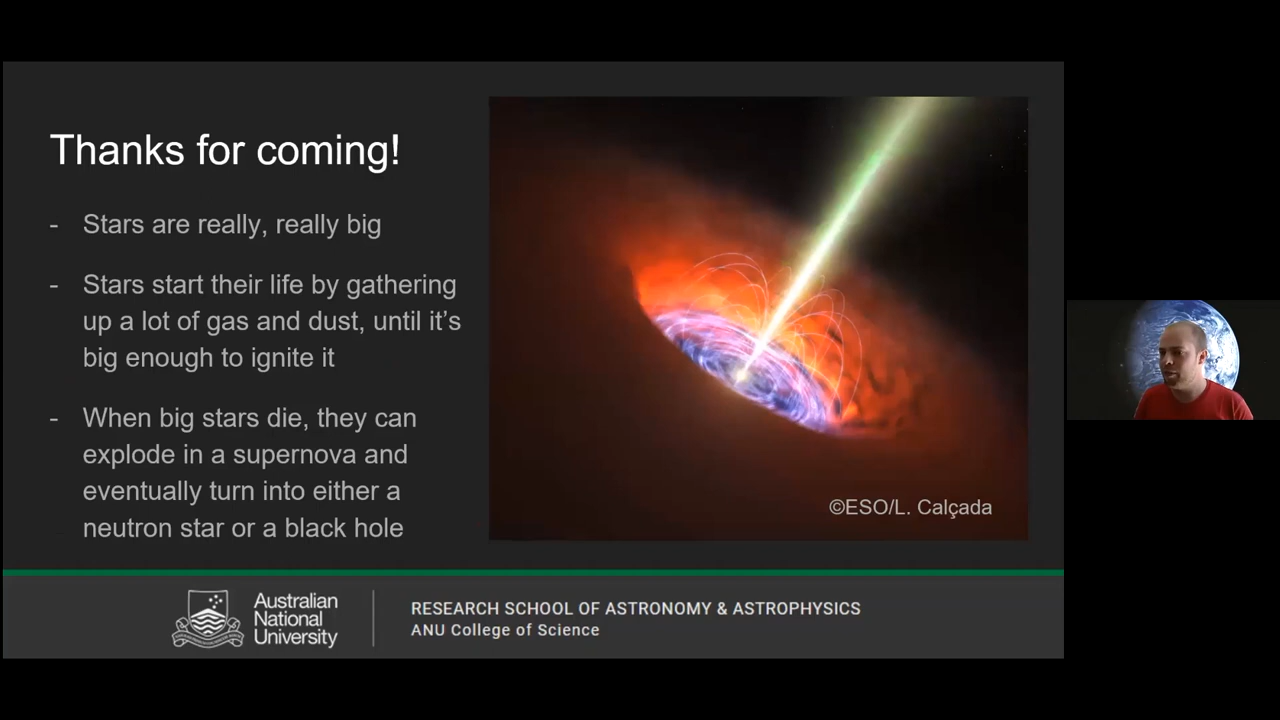 Thanks for coming!
- Stars are really, really big
- Stars start their life by gathering
up a lot of gas and dust, until it’s
big enough to ignite it
- When big stars die, they can
explode in a supernova and
eventually turn into either a
neutron star or a black hole
©ESO/L. Calçada
Australian
National
University
RESEARCH SCHOOL OF ASTRONOMY & ASTROPHYSICS
ANU College of Science